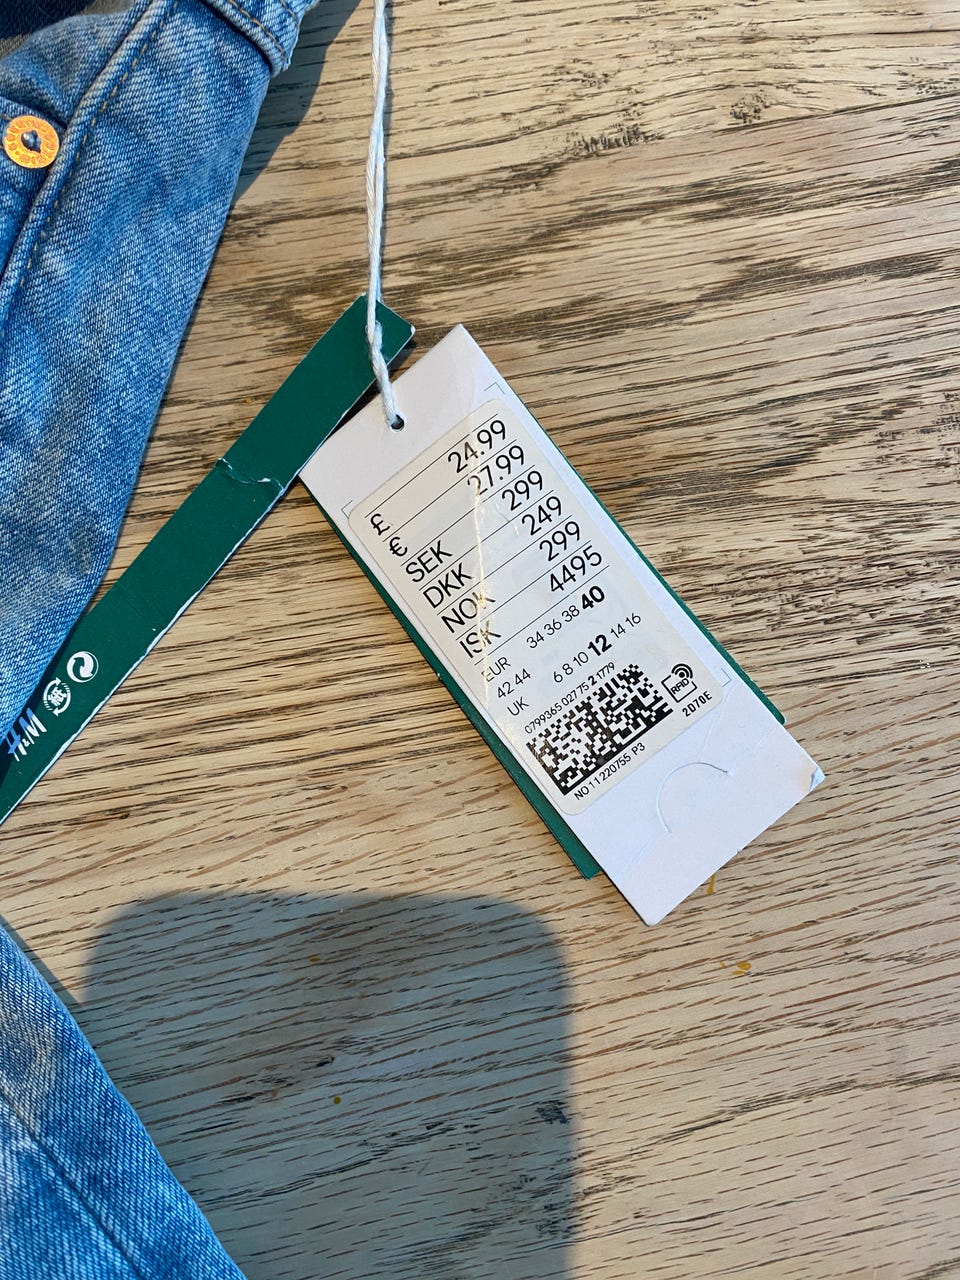 £ 24.99
€ 27.99
SEK 299
DKK 249
NOK 299
ISK 4495
EUR 34 36 38 40
42 44
UK 6 8 10 12 14 16
0799365 027 75 2-1779
NO 11 220755 P3
RFID
2D70E
H&M